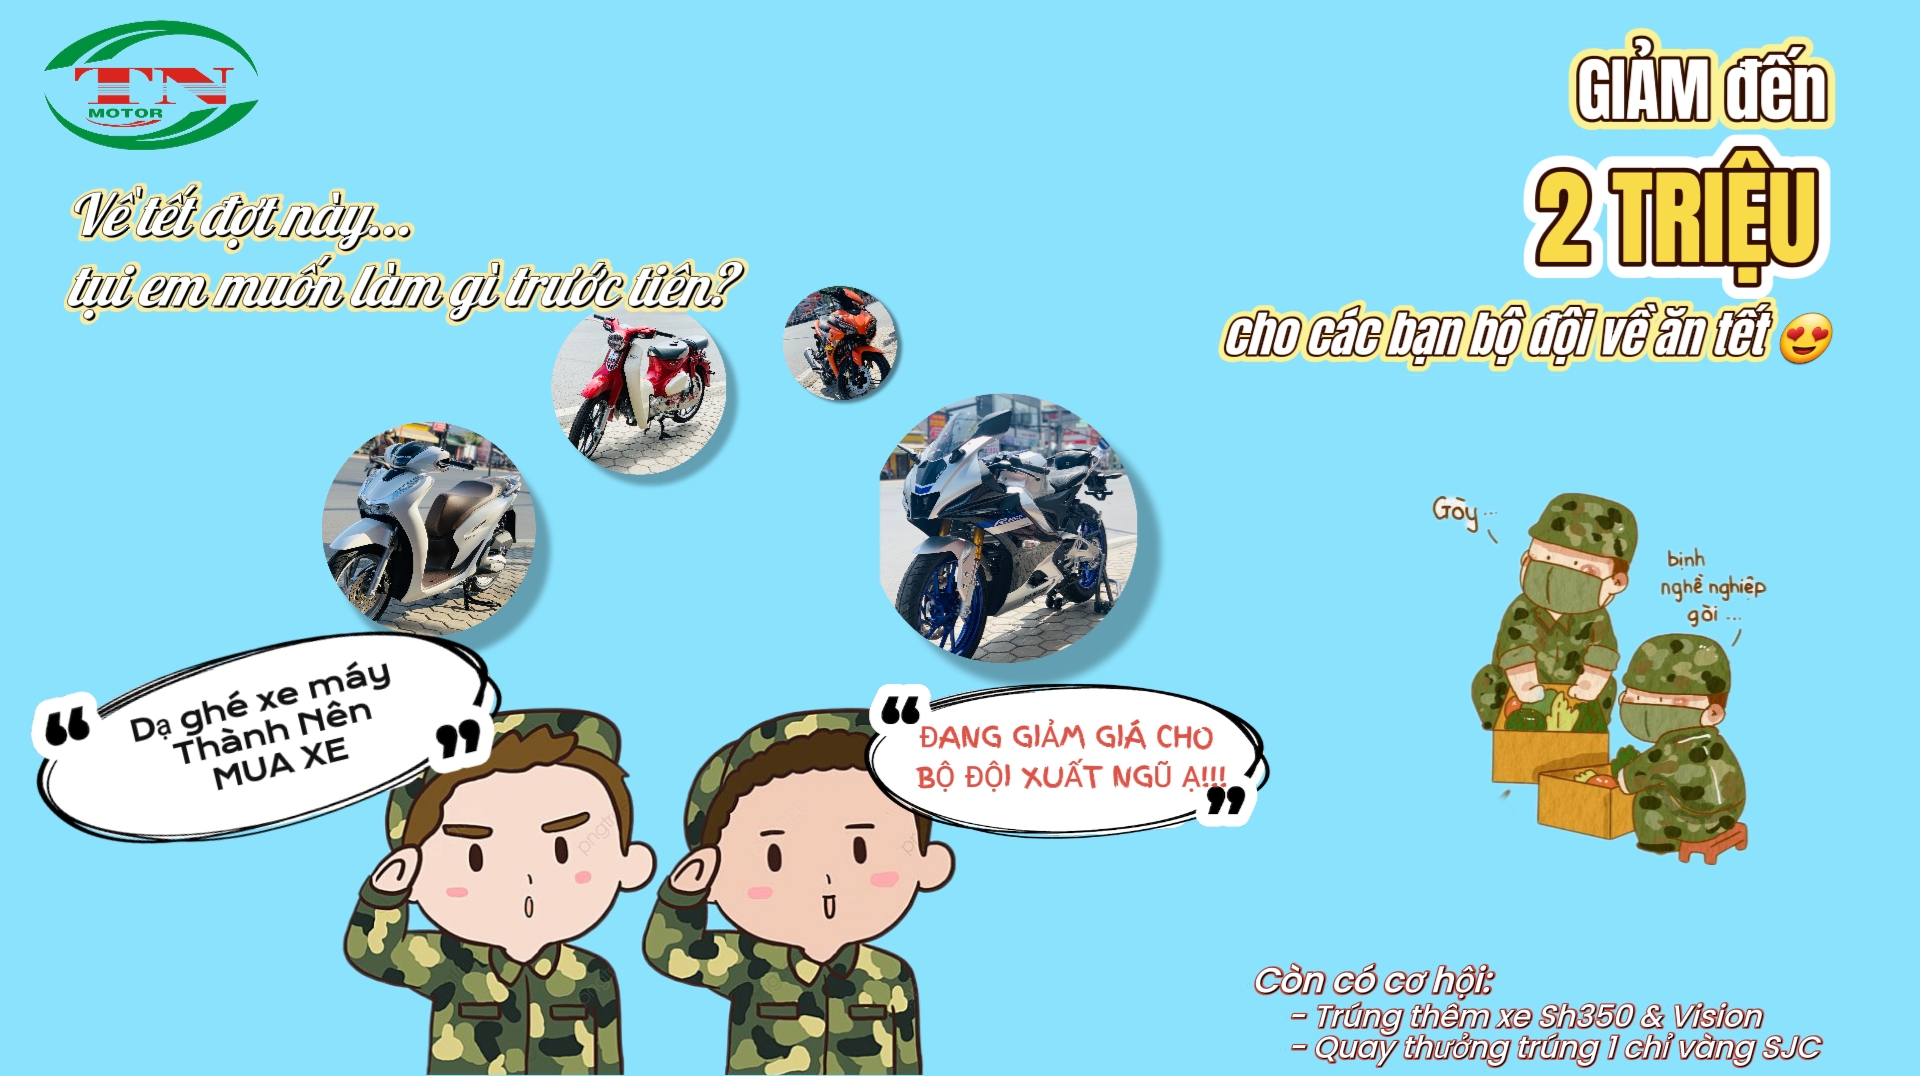 TN
MOTOR
Về tết đợt này...
tụi em muốn làm gì trước tiên?
GIẢM đến
2 TRIỆU
cho các bạn bộ đội về ăn tết 😍
Dạ ghé xe máy
Thành Nên
MUA XE
ĐANG GIẢM GIÁ CHO
BỘ ĐỘI XUẤT NGŨ Ạ!!!
Gòy ...
bịnh
nghề nghiệp
gòi ...
Còn có cơ hội:
- Trúng thêm xe Sh350 & Vision
- Quay thưởng trúng 1 chỉ vàng SJC